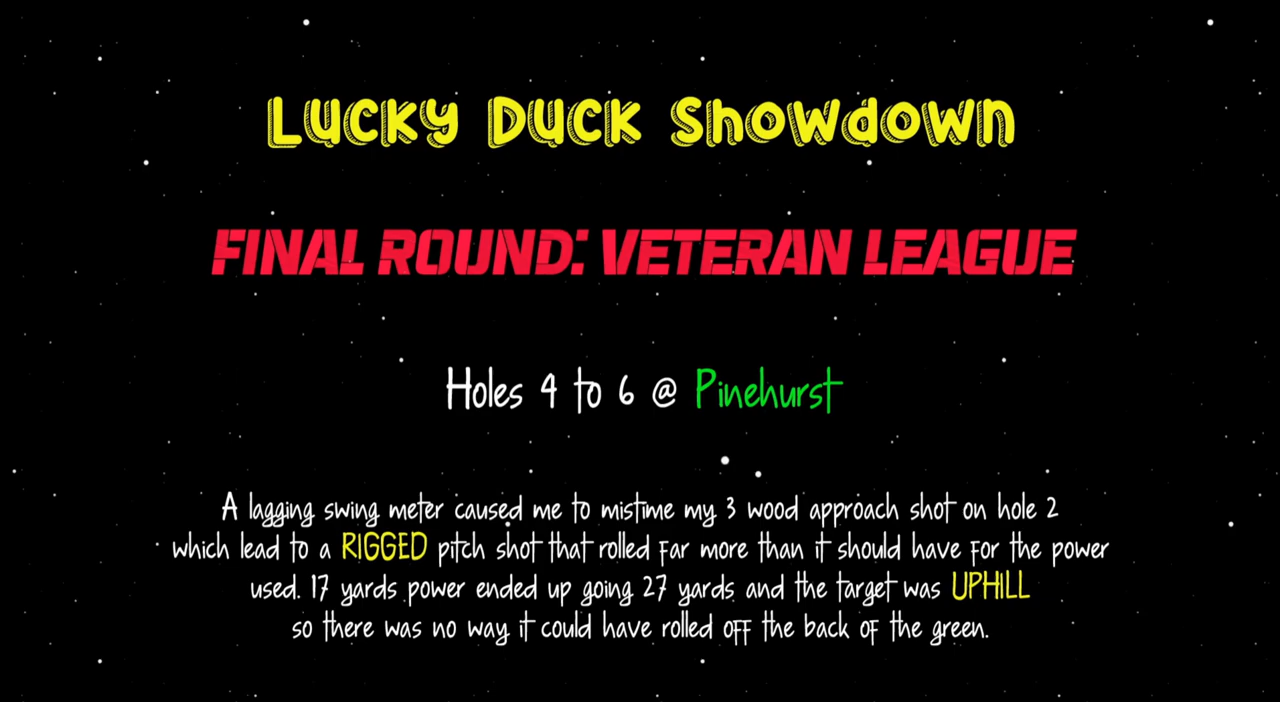 Lucky Duck Showdown
FINAL ROUND: VETERAN LEAGUE
Holes 4 to 6 @ Pinehurst
A lagging swing meter caused me to mistime my 3 wood approach shot on hole 2
which lead to a RIGGED pitch shot that rolled far more than it should have for the power
used. 17 yards power ended up going 27 yards and the target was UPHILL
so there was no way it could have rolled off the back of the green.